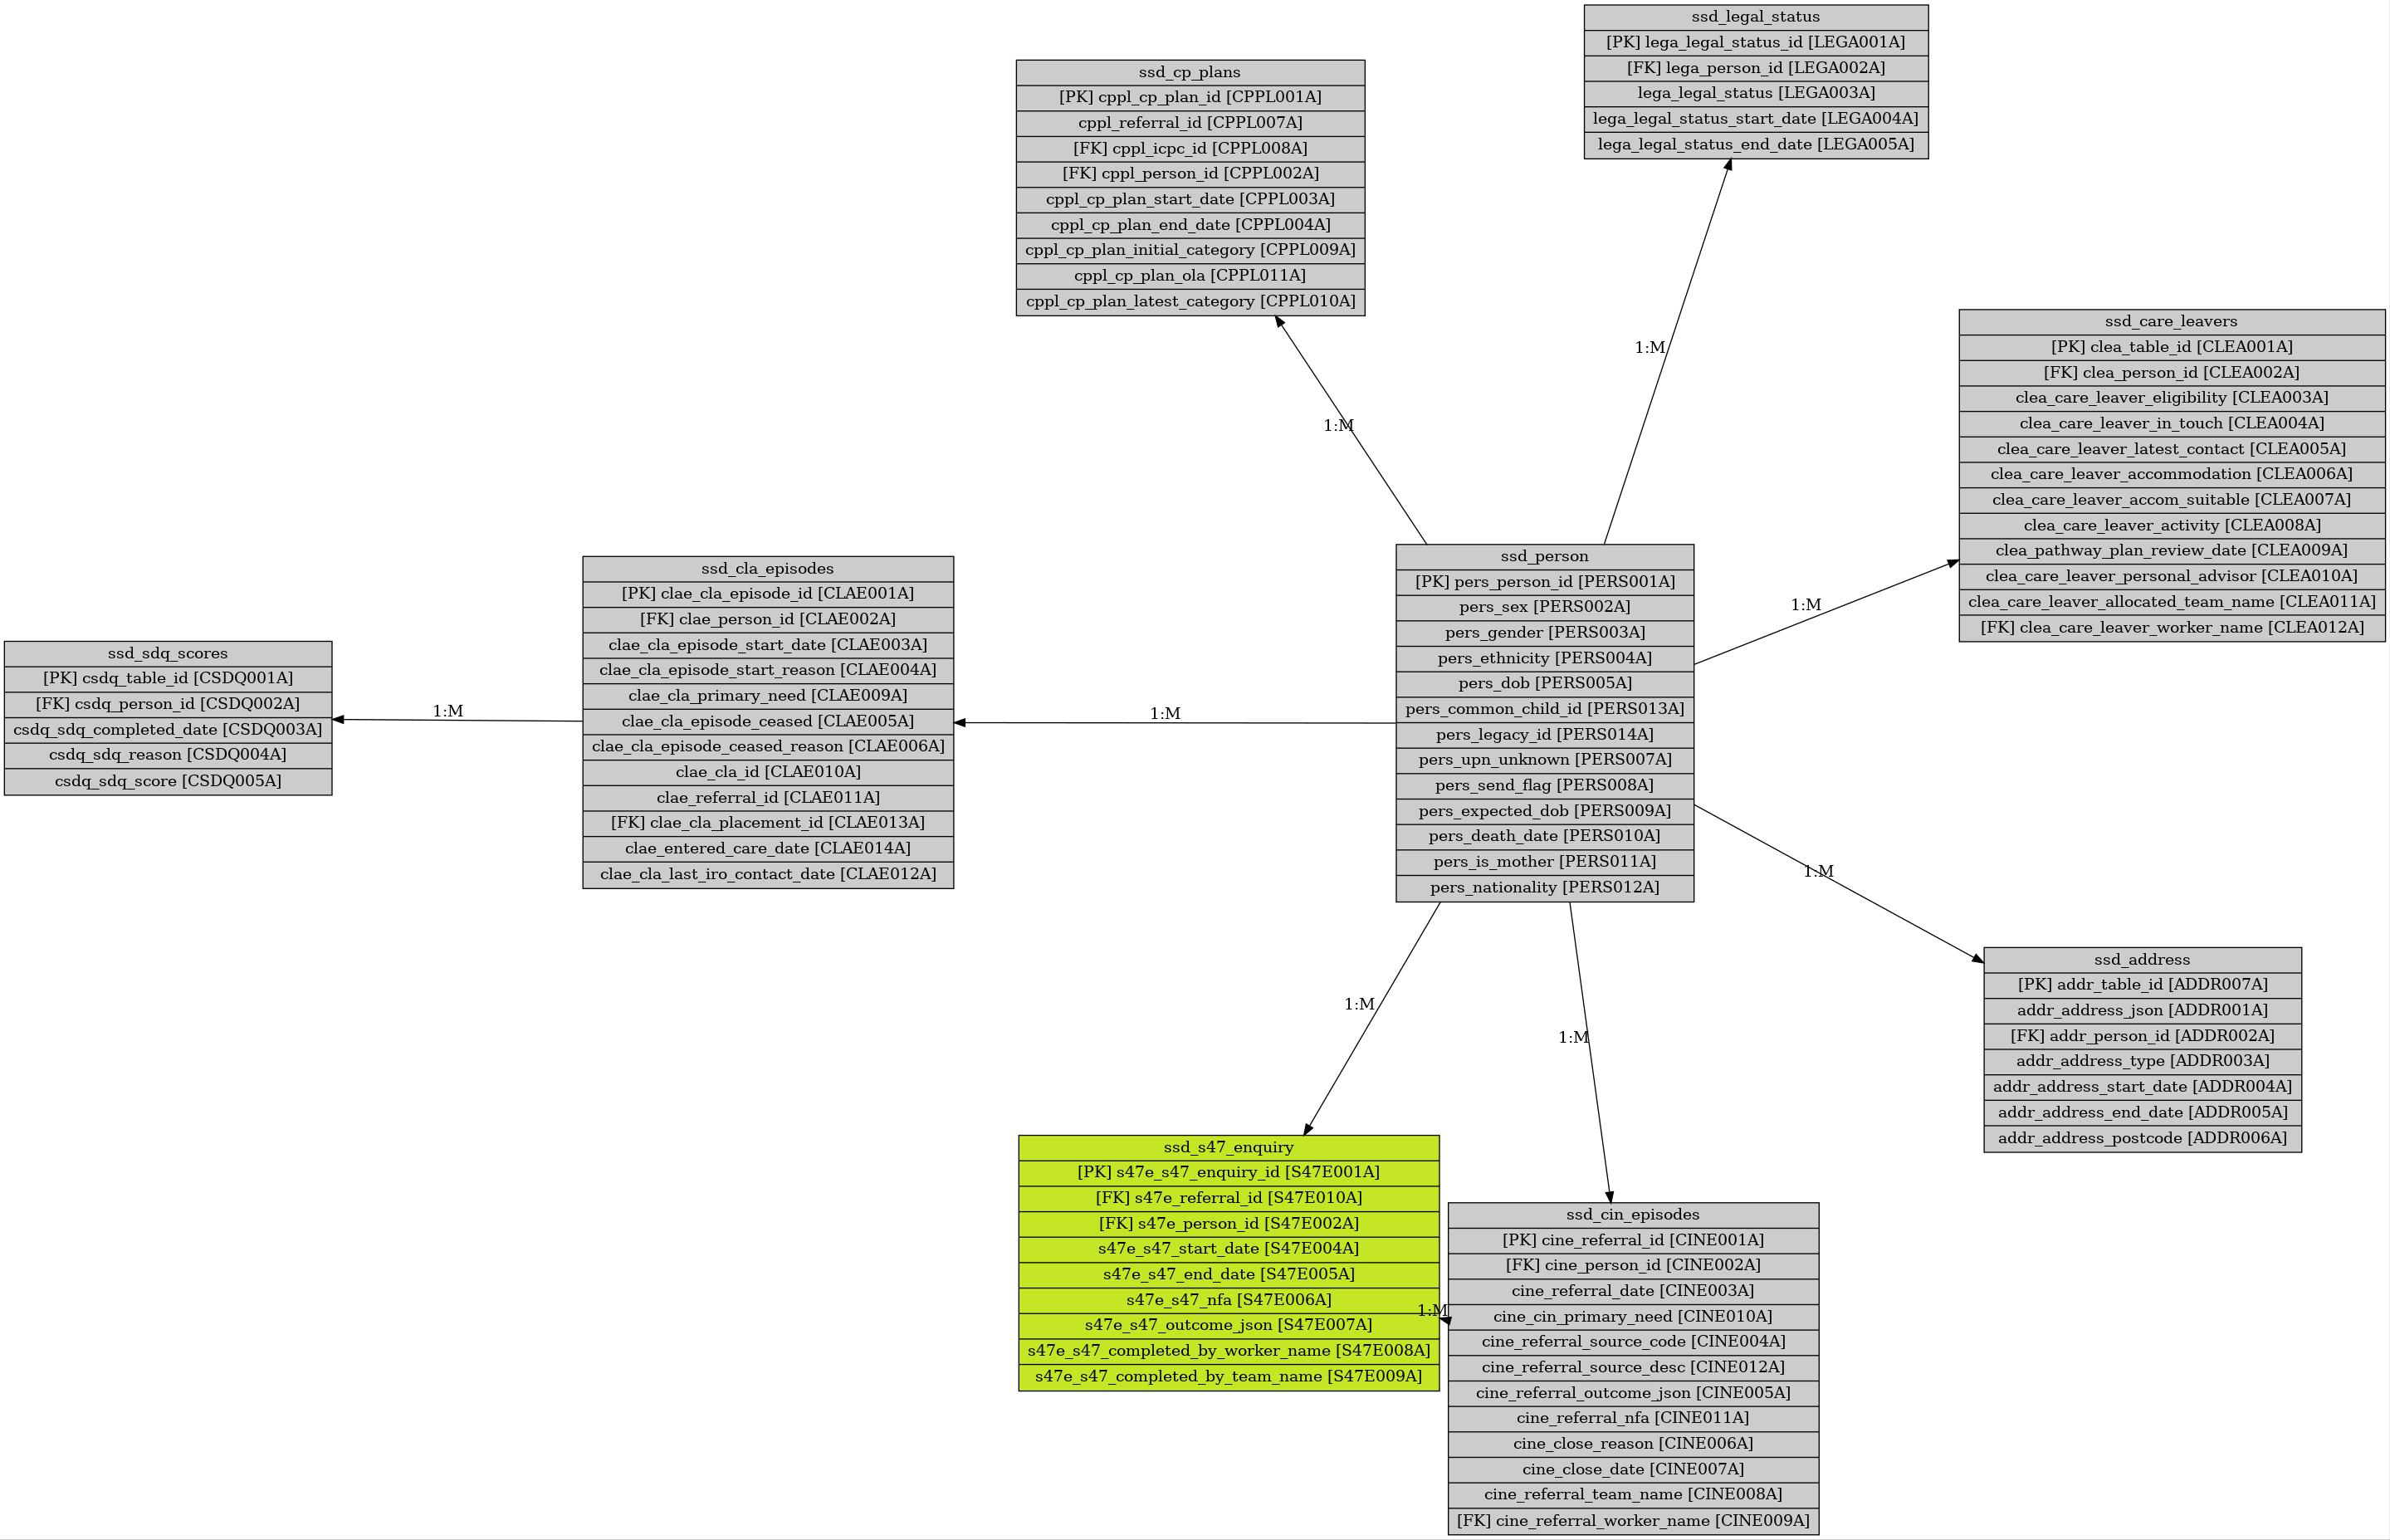 ssd_legal_status
[PK] lega_legal_status_id [LEGA001A]
[FK] lega_person_id [LEGA002A]
lega_legal_status [LEGA003A]
lega_legal_status_start_date [LEGA004A]
lega_legal_status_end_date [LEGA005A]
ssd_cp_plans
[PK] cppl_cp_plan_id [CPPL001A]
cppl_referral_id [CPPL007A]
[FK] cppl_icpc_id [CPPL008A]
[FK] cppl_person_id [CPPL002A]
cppl_cp_plan_start_date [CPPL003A]
cppl_cp_plan_end_date [CPPL004A]
cppl_cp_plan_initial_category [CPPL009A]
cppl_cp_plan_ola [CPPL011A]
cppl_cp_plan_latest_category [CPPL010A]
1:M
1:M
ssd_care_leavers
[PK] clea_table_id [CLEA001A]
[FK] clea_person_id [CLEA002A]
clea_care_leaver_eligibility [CLEA003A]
clea_care_leaver_in_touch [CLEA004A]
clea_care_leaver_latest_contact [CLEA005A]
clea_care_leaver_accommodation [CLEA006A]
clea_care_leaver_accom_suitable [CLEA007A]
clea_care_leaver_activity [CLEA008A]
clea_pathway_plan_review_date [CLEA009A]
clea_care_leaver_personal_advisor [CLEA010A]
clea_care_leaver_allocated_team_name [CLEA011A]
[FK] clea_care_leaver_worker_name [CLEA012A]
1:M
ssd_sdq_scores
[PK] csdq_table_id [CSDQ001A]
[FK] csdq_person_id [CSDQ002A]
csdq_sdq_completed_date [CSDQ003A]
csdq_sdq_reason [CSDQ004A]
csdq_sdq_score [CSDQ005A]
1:M
ssd_cla_episodes
[PK] clae_cla_episode_id [CLAE001A]
[FK] clae_person_id [CLAE002A]
clae_cla_episode_start_date [CLAE003A]
clae_cla_episode_start_reason [CLAE004A]
clae_cla_primary_need [CLAE009A]
clae_cla_episode_ceased [CLAE005A]
clae_cla_episode_ceased_reason [CLAE006A]
clae_cla_id [CLAE010A]
clae_referral_id [CLAE011A]
[FK] clae_cla_placement_id [CLAE013A]
clae_entered_care_date [CLAE014A]
clae_cla_last_iro_contact_date [CLAE012A]
1:M
ssd_person
[PK] pers_person_id [PERS001A]
pers_sex [PERS002A]
pers_gender [PERS003A]
pers_ethnicity [PERS004A]
pers_dob [PERS005A]
pers_common_child_id [PERS013A]
pers_legacy_id [PERS014A]
pers_upn_unknown [PERS007A]
pers_send_flag [PERS008A]
pers_expected_dob [PERS009A]
pers_death_date [PERS010A]
pers_is_mother [PERS011A]
pers_nationality [PERS012A]
1:M
1:M
1:M
ssd_address
[PK] addr_table_id [ADDR007A]
addr_address_json [ADDR001A]
[FK] addr_person_id [ADDR002A]
addr_address_type [ADDR003A]
addr_address_start_date [ADDR004A]
addr_address_end_date [ADDR005A]
addr_address_postcode [ADDR006A]
ssd_s47_enquiry
[PK] s47e_s47_enquiry_id [S47E001A]
[FK] s47e_referral_id [S47E010A]
[FK] s47e_person_id [S47E002A]
s47e_s47_start_date [S47E004A]
s47e_s47_end_date [S47E005A]
s47e_s47_nfa [S47E006A]
s47e_s47_outcome_json [S47E007A]
s47e_s47_completed_by_worker_name [S47E008A]
s47e_s47_completed_by_team_name [S47E009A]
1:M
ssd_cin_episodes
[PK] cine_referral_id [CINE001A]
[FK] cine_person_id [CINE002A]
cine_referral_date [CINE003A]
cine_cin_primary_need [CINE010A]
cine_referral_source_code [CINE004A]
cine_referral_source_desc [CINE012A]
cine_referral_outcome_json [CINE005A]
cine_referral_nfa [CINE011A]
cine_close_reason [CINE006A]
cine_close_date [CINE007A]
cine_referral_team_name [CINE008A]
[FK] cine_referral_worker_name [CINE009A]